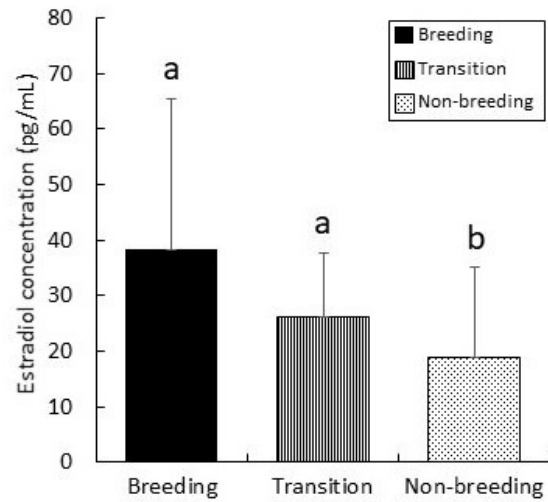 Estradiol concentration (pg/mL)
80
70
60
50
40
30
20
10
0
a
a
b
Breeding
Transition
Non-breeding
Breeding
Transition
Non-breeding